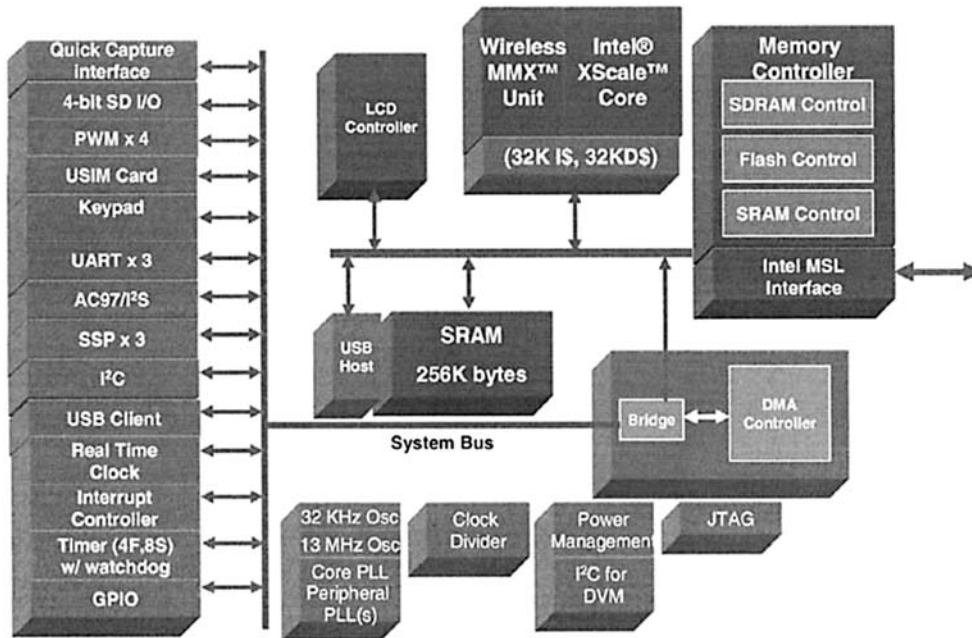 Quick Capture
interface
4-bit SD I/O
PWM x 4
USIM Card
Keypad
UART x 3
AC97/I²S
SSP x 3
I²C
USB Client
Real Time
Clock
Interrupt
Controller
Timer (4F,8S)
w/ watchdog
GPIO
LCD
Controller
Wireless
MMX™
Unit
Intel®
XScale™
Core
(32K I$, 32KD$)
Memory
Controller
SDRAM Control
Flash Control
SRAM Control
Intel MSL
Interface
USB
Host
SRAM
256K bytes
System Bus
Bridge
DMA
Controller
32 KHz Osc
13 MHz Osc
Core PLL
Peripheral
PLL(s)
Clock
Divider
Power
Management
I²C for
DVM
JTAG